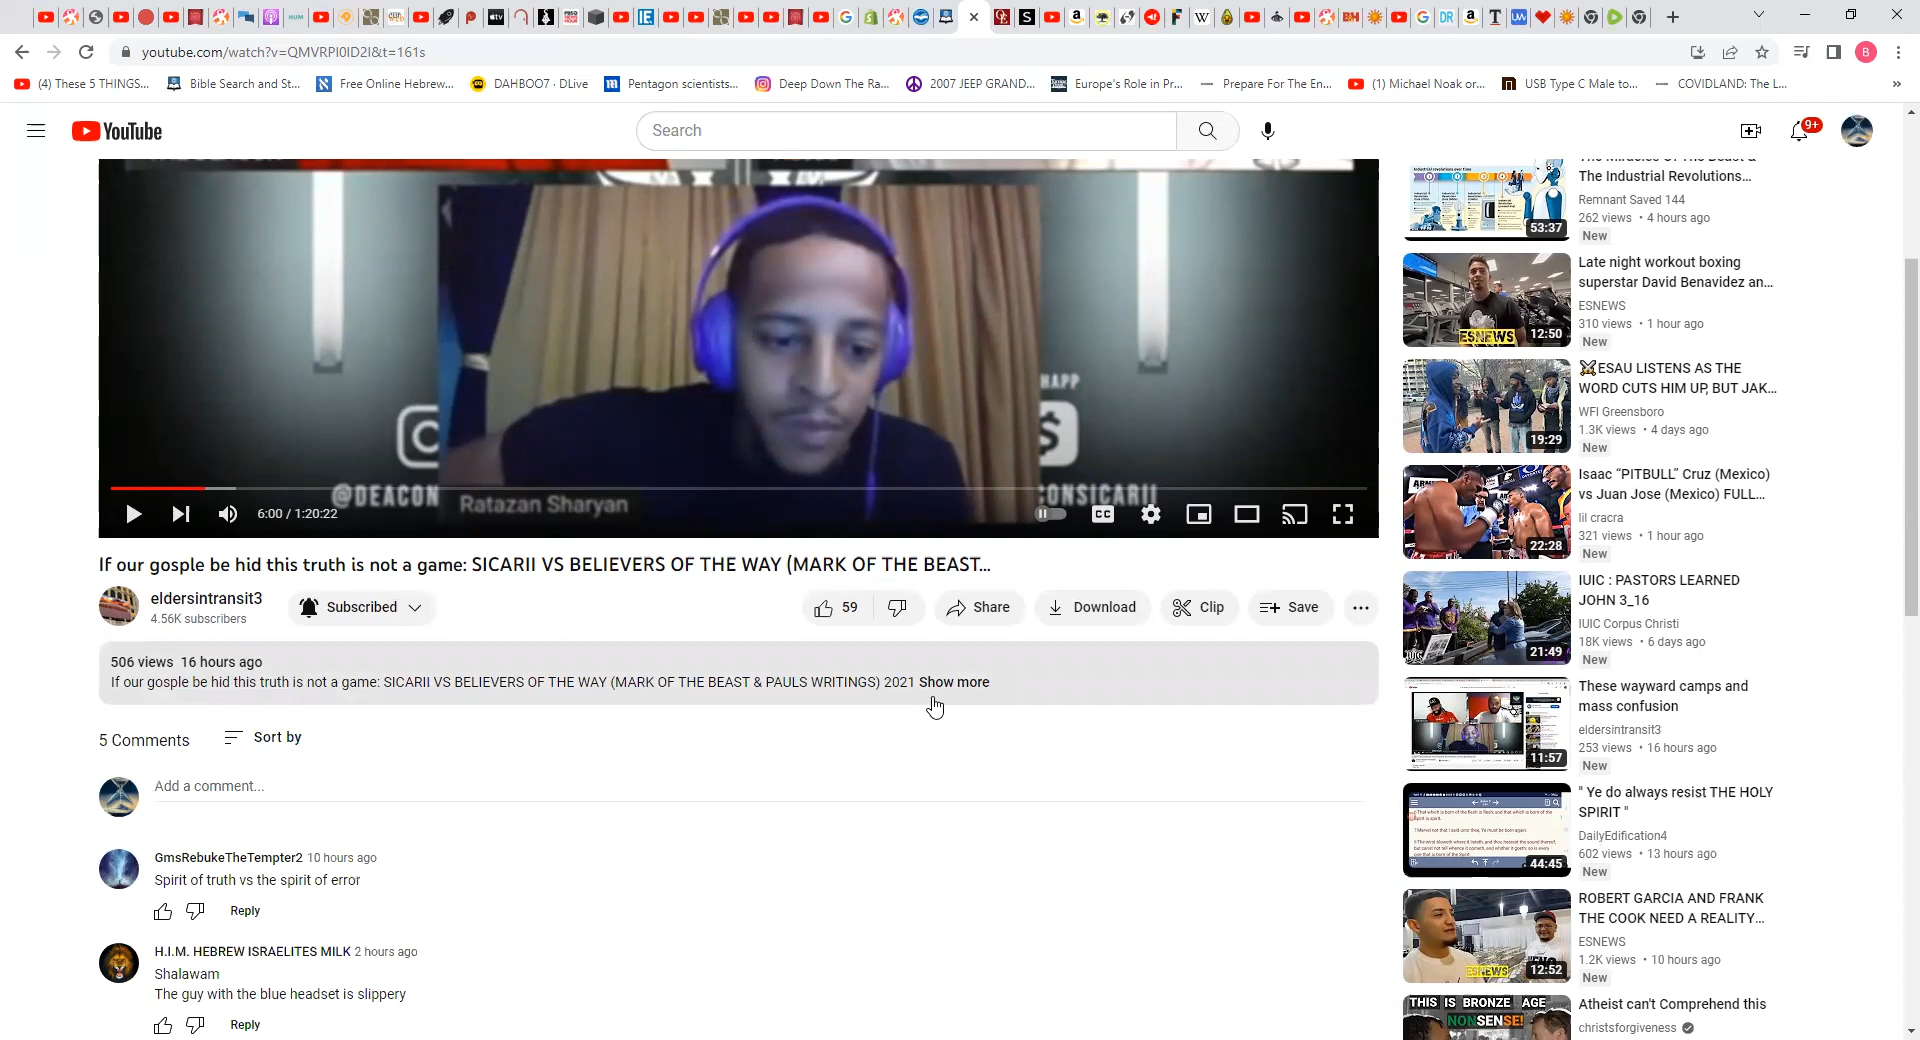 youtube.com/watch?v=QMVRPI0ID2I&t=161s
B
(4) These 5 THINGS...
Bible Search and St...
Free Online Hebrew...
DAHBOO7 · DLive
Pentagon scientists...
Deep Down The Ra...
2007 JEEP GRAND...
Europe's Role in Pr...
Prepare For The En...
(1) Michael Noak or...
USB Type C Male to...
COVIDLAND: The L...
YouTube
Search
9+
@DEACON
Ratazan Sharyan
6:00 / 1:20:22
If our gosple be hid this truth is not a game: SICARII VS BELIEVERS OF THE WAY (MARK OF THE BEAST...
eldersintransit3
4.56K subscribers
Subscribed
59
Share
Download
Clip
Save
506 views 16 hours ago
If our gosple be hid this truth is not a game: SICARII VS BELIEVERS OF THE WAY (MARK OF THE BEAST & PAULS WRITINGS) 2021 Show more
5 Comments
Sort by
Add a comment...
GmsRebukeTheTempter2 10 hours ago
Spirit of truth vs the spirit of error
Reply
H.I.M. HEBREW ISRAELITES MILK 2 hours ago
Shalawam
The guy with the blue headset is slippery
Reply
The Industrial Revolutions...
Remnant Saved 144
262 views • 4 hours ago
New
53:37
Late night workout boxing
superstar David Benavidez an...
ESNEWS
310 views • 1 hour ago
New
ESNEWS
12:50
⚔ESAU LISTENS AS THE
WORD CUTS HIM UP, BUT JAK...
WFI Greensboro
1.3K views • 4 days ago
New
19:29
Isaac “PITBULL” Cruz (Mexico)
vs Juan Jose (Mexico) FULL...
lil cracra
321 views • 1 hour ago
New
22:28
IUIC : PASTORS LEARNED
JOHN 3_16
IUIC Corpus Christi
18K views • 6 days ago
New
21:49
These wayward camps and
mass confusion
eldersintransit3
253 views • 16 hours ago
New
11:57
" Ye do always resist THE HOLY
SPIRIT "
DailyEdification4
602 views • 13 hours ago
New
44:45
ROBERT GARCIA AND FRANK
THE COOK NEED A REALITY...
ESNEWS
1.2K views • 10 hours ago
New
ESNEWS
12:52
THIS IS BRONZE AGE
NONSENSE!
Atheist can't Comprehend this
christsforgiveness